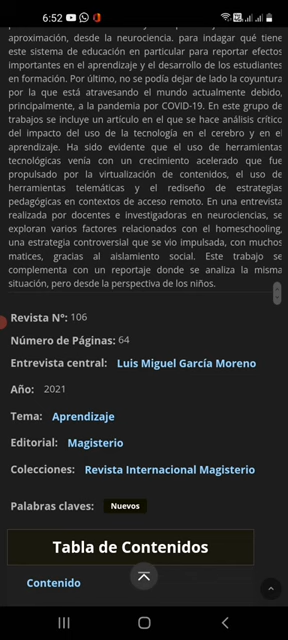 6:52
aproximación, desde la neurociencia. para indagar qué tiene
este sistema de educación en particular para reportar efectos
importantes en el aprendizaje y el desarrollo de los estudiantes
en formación. Por último, no se podía dejar de lado la coyuntura
por la que está atravesando el mundo actualmente debido,
principalmente, a la pandemia por COVID-19. En este grupo de
trabajos se incluye un artículo en el que se hace análisis crítico
del impacto del uso de la tecnología en el cerebro y en el
aprendizaje. Ha sido evidente que el uso de herramientas
tecnológicas venía con un crecimiento acelerado que fue
propulsado por la virtualización de contenidos, el uso de
herramientas telemáticas y el rediseño de estrategias
pedagógicas en contextos de acceso remoto. En una entrevista
realizada por docentes e investigadoras en neurociencias, se
exploran varios factores relacionados con el homeschooling,
una estrategia controversial que se vio impulsada, con muchos
matices, gracias al aislamiento social. Este trabajo se
complementa con un reportaje donde se analiza la misma
situación, pero desde la perspectiva de los niños.
Revista Nº: 106
Número de Páginas: 64
Entrevista central: Luis Miguel García Moreno
Año: 2021
Tema: Aprendizaje
Editorial: Magisterio
Colecciones: Revista Internacional Magisterio
Palabras claves: Nuevos
Tabla de Contenidos
Contenido